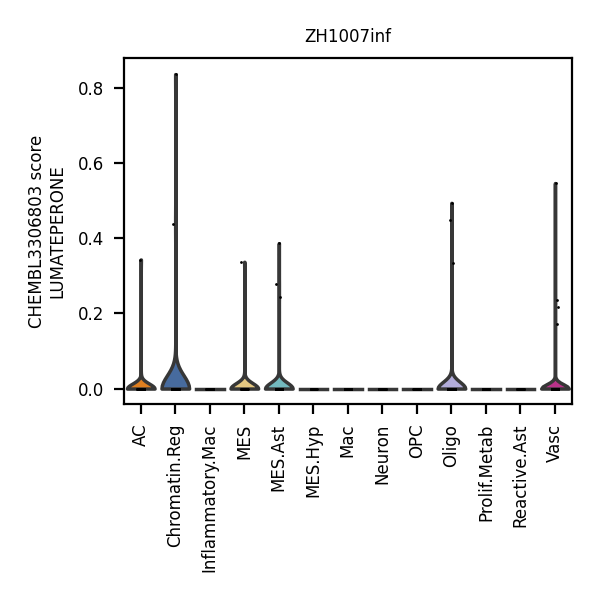 ZH1007inf
CHEMBL3306803 score
LUMATEPERONE
0.8
0.6
0.4
0.2
0.0
AC
Chromatin.Reg
Inflammatory.Mac
MES
MES.Ast
MES.Hyp
Mac
Neuron
OPC
Oligo
Prolif.Metab
Reactive.Ast
Vasc